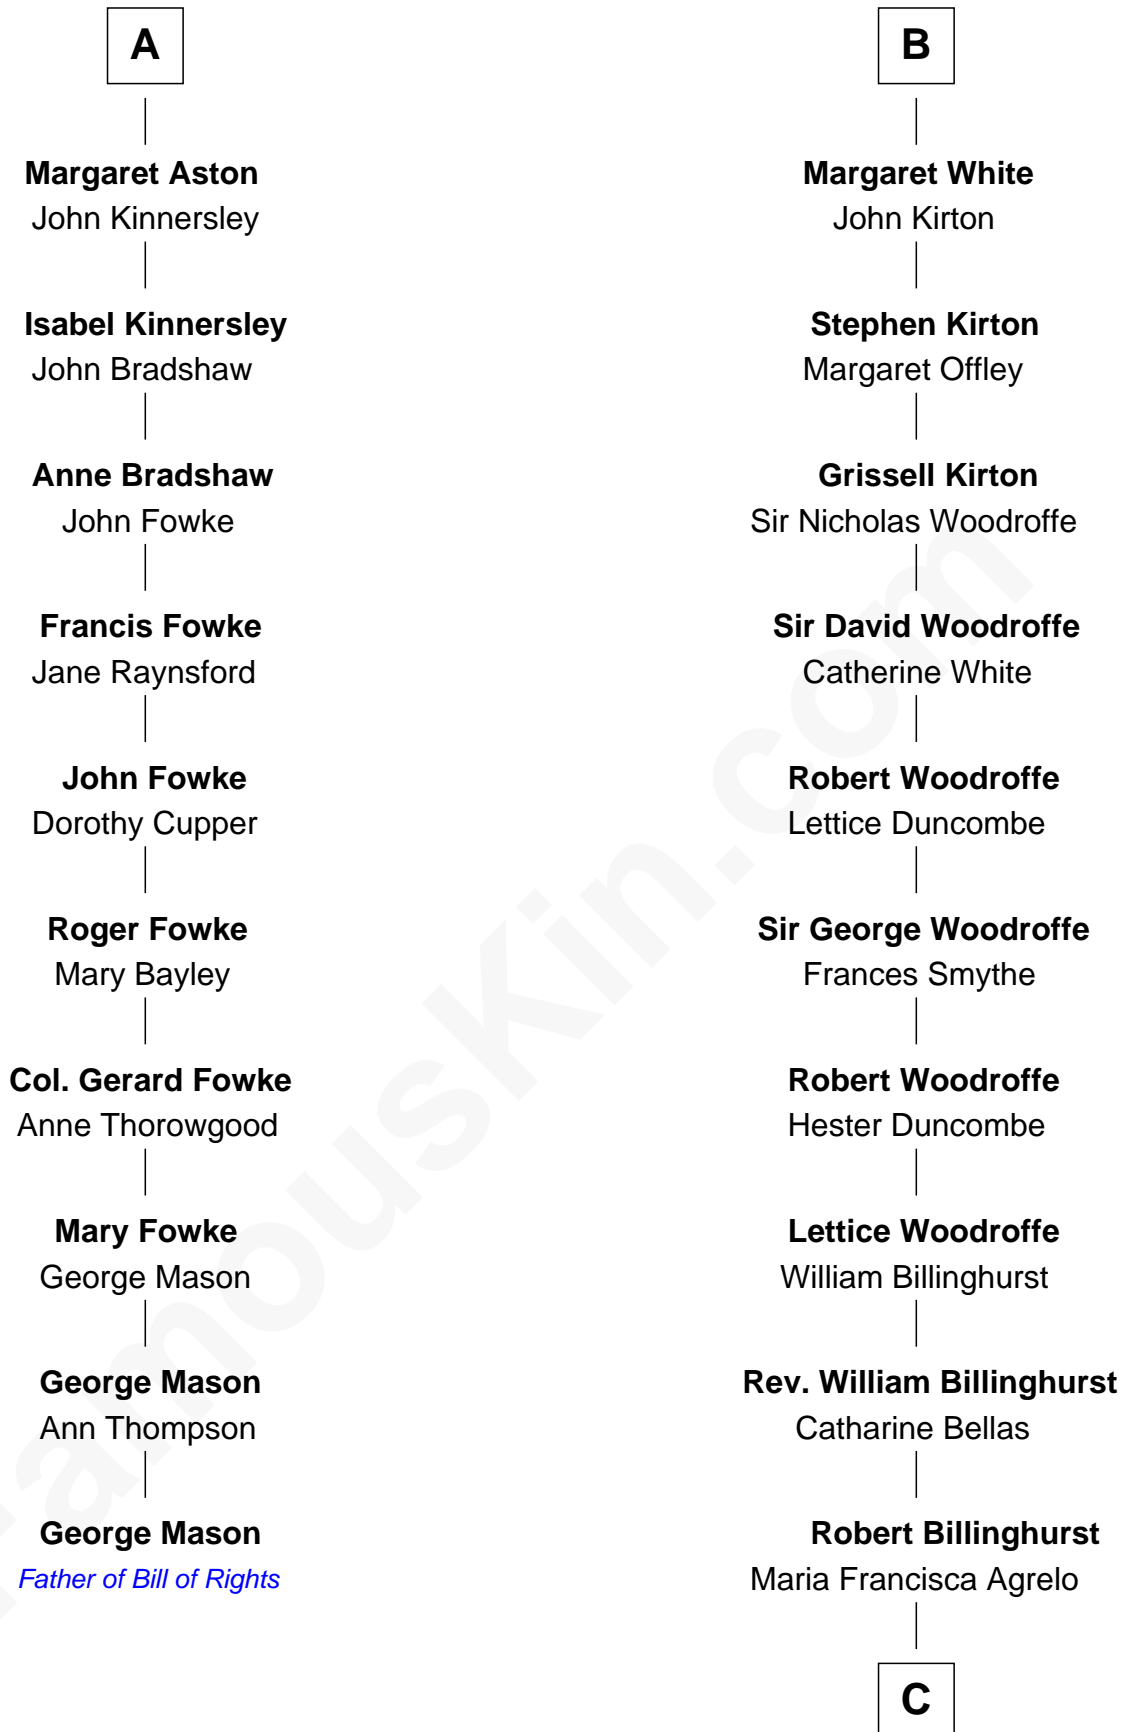 A
Margaret Aston
John Kinnersley
Isabel Kinnersley
John Bradshaw
Anne Bradshaw
John Fowke
Francis Fowke
Jane Raynsford
John Fowke
Dorothy Cupper
Roger Fowke
Mary Bayley
Col. Gerard Fowke
Anne Thorowgood
Mary Fowke
George Mason
George Mason
Ann Thompson
George Mason
Father of Bill of Rights
B
Margaret White
John Kirton
Stephen Kirton
Margaret Offley
Grissell Kirton
Sir Nicholas Woodroffe
Sir David Woodroffe
Catherine White
Robert Woodroffe
Lettice Duncombe
Sir George Woodroffe
Frances Smythe
Robert Woodroffe
Hester Duncombe
Lettice Woodroffe
William Billinghurst
Rev. William Billinghurst
Catharine Bellas
Robert Billinghurst
Maria Francisca Agrelo
C
FamousKin.com